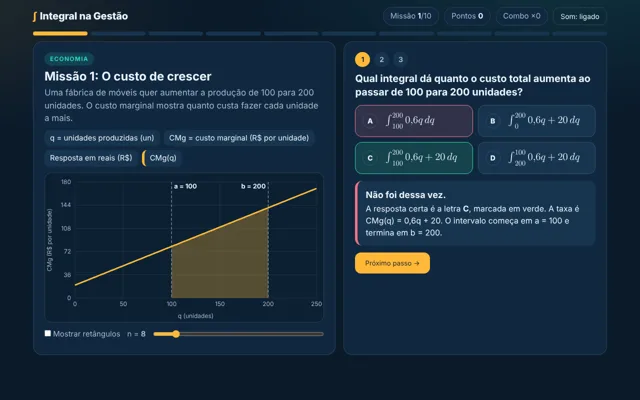 ∫ Integral na Gestão
Missão 1/10
Pontos 0
Combo ×0
Som: ligado
ECONOMIA
Missão 1: O custo de crescer
Uma fábrica de móveis quer aumentar a produção de 100 para 200
unidades. O custo marginal mostra quanto custa fazer cada unidade
a mais.
q = unidades produzidas (un)
CMg = custo marginal (R$ por unidade)
Resposta em reais (R$)
CMg(q)
CMg (R$ por unidade)
180
144
108
72
36
0
a = 100
b = 200
0 50 100 150 200 250
q (unidades)
Mostrar retângulos n = 8
1 2 3
Qual integral dá quanto o custo total aumenta ao
passar de 100 para 200 unidades?
A ∫₁₀₀²⁰⁰ 0,6q dq
B ∫₀²⁰⁰ 0,6q + 20 dq
C ∫₁₀₀²⁰⁰ 0,6q + 20 dq
D ∫₂₀₀¹⁰⁰ 0,6q + 20 dq
Não foi dessa vez.
A resposta certa é a letra C, marcada em verde. A taxa é
CMg(q) = 0,6q + 20. O intervalo começa em a = 100 e
termina em b = 200.
Próximo passo →